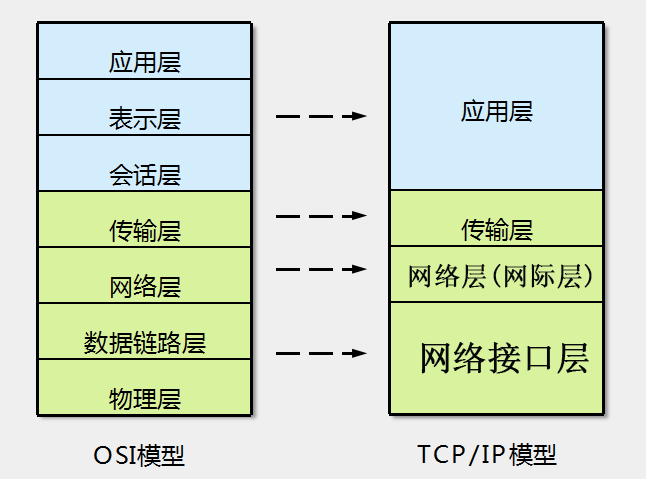 应用层
表示层
会话层
传输层
网络层
数据链路层
物理层
OSI模型
应用层
传输层
网络层(网际层)
网络接口层
TCP/IP模型